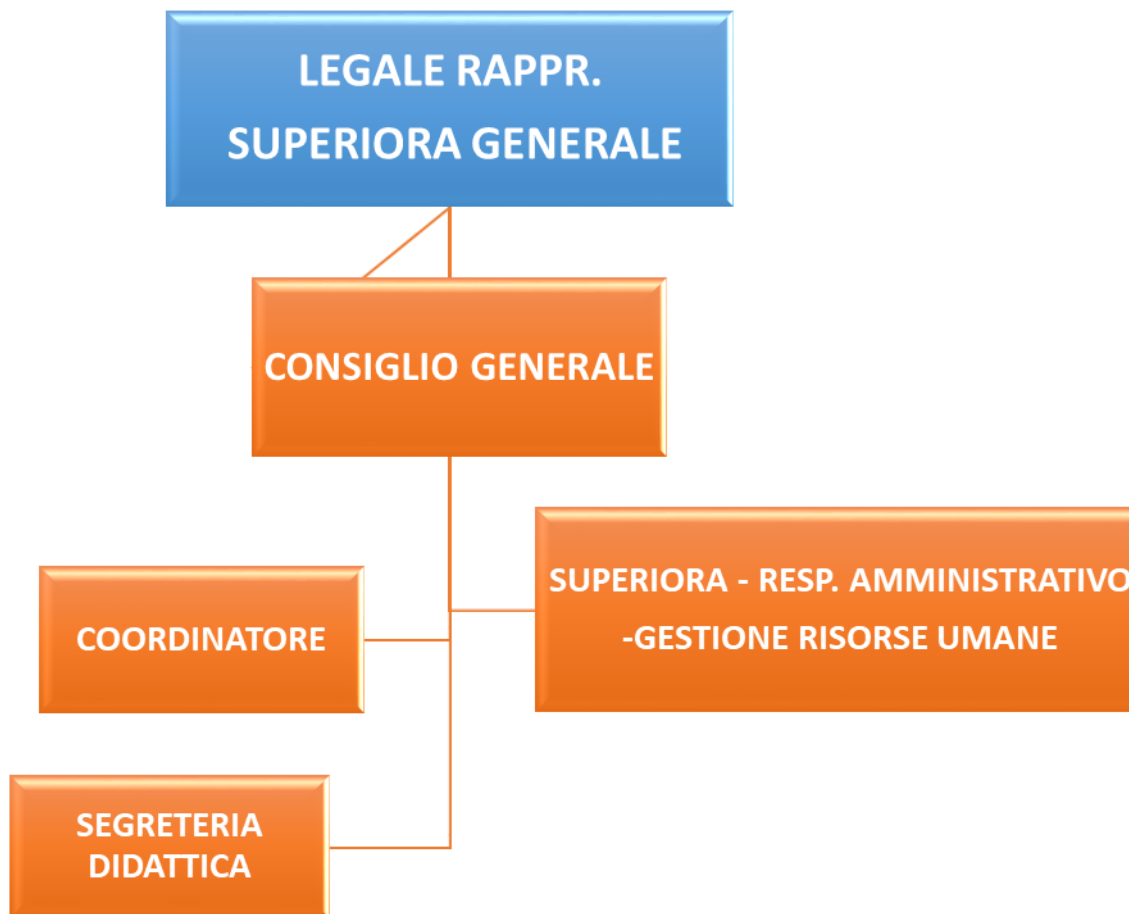 LEGALE RAPPR.
SUPERIORA GENERALE
CONSIGLIO GENERALE
SUPERIORA - RESP. AMMINISTRATIVO
-GESTIONE RISORSE UMANE
COORDINATORE
SEGRETERIA
DIDATTICA